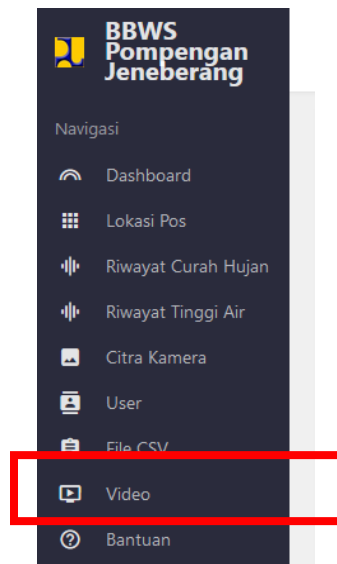 BBWS
Pompengan
Jeneberang
Navigasi
Dashboard
Lokasi Pos
Riwayat Curah Hujan
Riwayat Tinggi Air
Citra Kamera
User
File CSV
Video
Bantuan